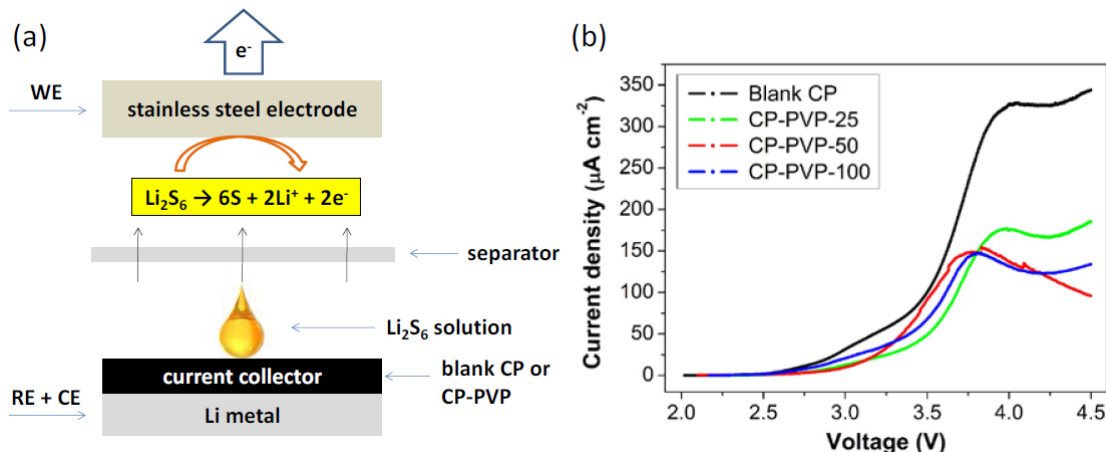 (a)
e⁻
WE
stainless steel electrode
Li₂S₆ → 6S + 2Li⁺ + 2e⁻
separator
Li₂S₆ solution
current collector
blank CP or
CP-PVP
RE + CE
Li metal
(b)
Current density (μA cm⁻²)
350
300
250
200
150
100
50
0
Blank CP
CP-PVP-25
CP-PVP-50
CP-PVP-100
2.0 2.5 3.0 3.5 4.0 4.5
Voltage (V)